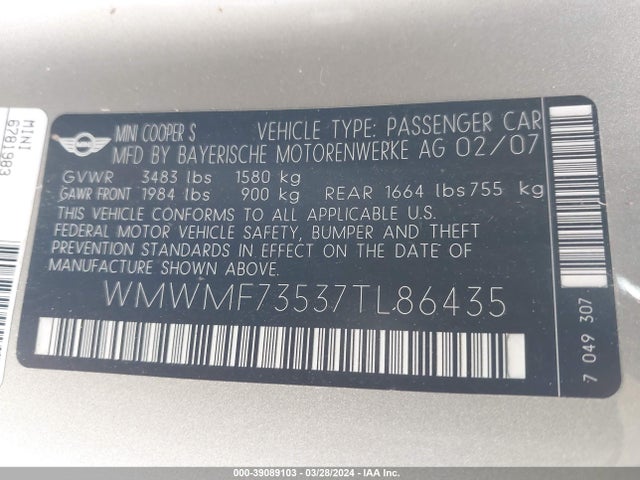 MINI
6781983
MINI COOPER S VEHICLE TYPE: PASSENGER CAR
MFD BY BAYERISCHE MOTORENWERKE AG 02/07
GVWR 3483 lbs 1580 kg
GAWR FRONT 1984 lbs 900 kg REAR 1664 lbs 755 kg
THIS VEHICLE CONFORMS TO ALL APPLICABLE U.S.
FEDERAL MOTOR VEHICLE SAFETY, BUMPER AND THEFT
PREVENTION STANDARDS IN EFFECT ON THE DATE OF
MANUFACTURE SHOWN ABOVE.
WMWMF73537TL86435
7 049 307
000-39089103 - 03/28/2024 - IAA Inc.